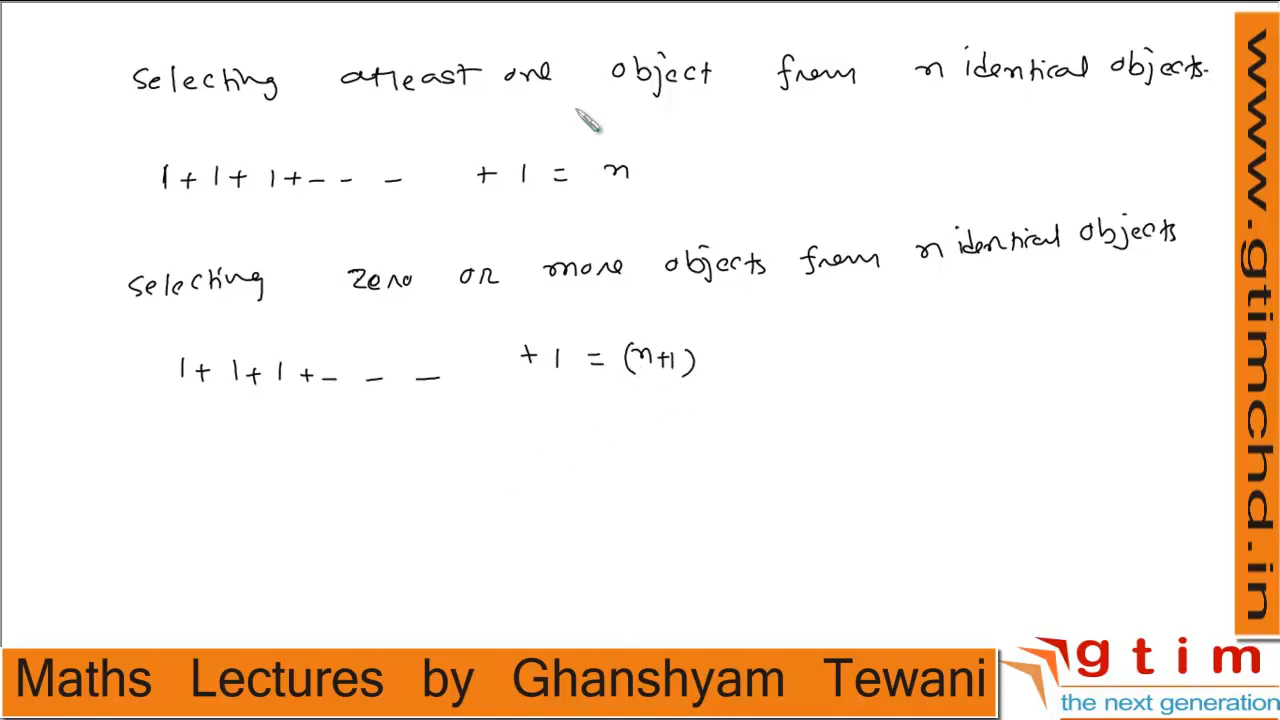 Selecting atleast one object from n identical objects.
1 + 1 + 1 + - - - + 1 = n
Selecting zero or more objects from n identical objects
1 + 1 + 1 + - - - + 1 = (n+1)
www.gtimchd.in
Maths Lectures by Ghanshyam Tewani
gtim
the next generation